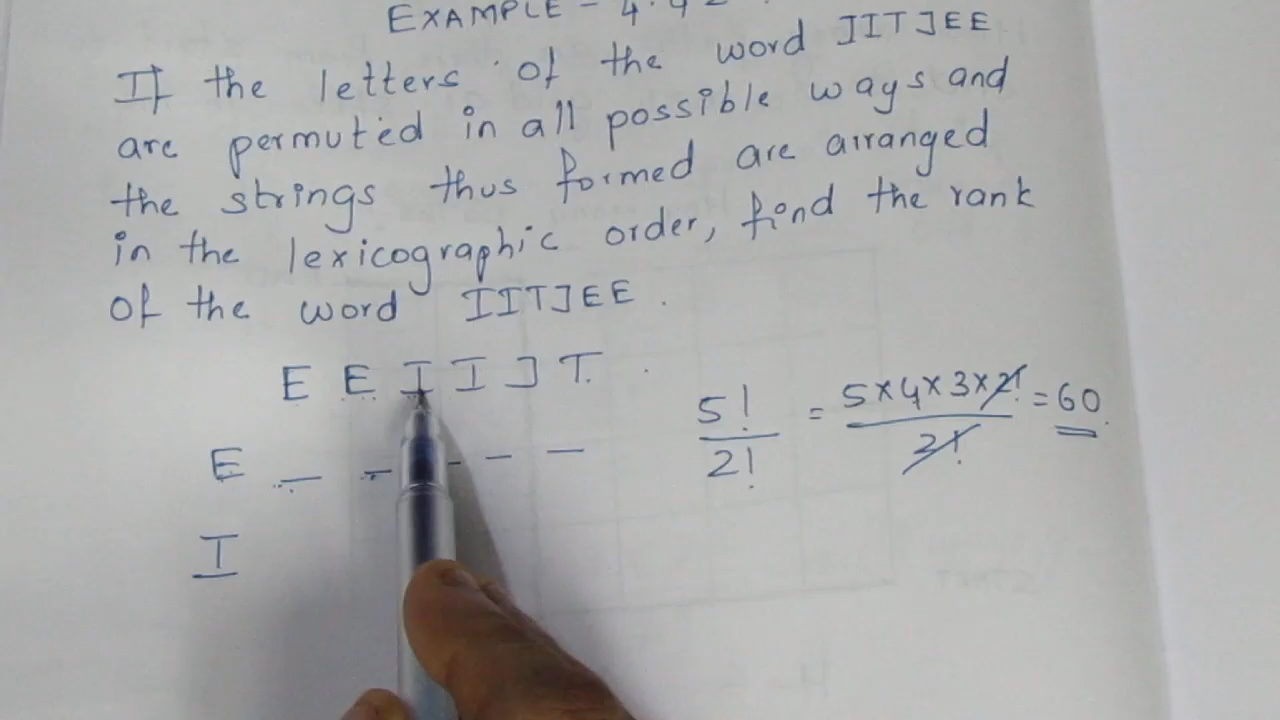 EXAMPLE - 4.42
If the letters of the word IITJEE
are permuted in all possible ways and
the strings thus formed are arranged
in the lexicographic order, find the rank
of the word IITJEE.
E E I I J T.
E _ _ _ _ _ 5!/2! = 5×4×3×2!/2! = 60
I